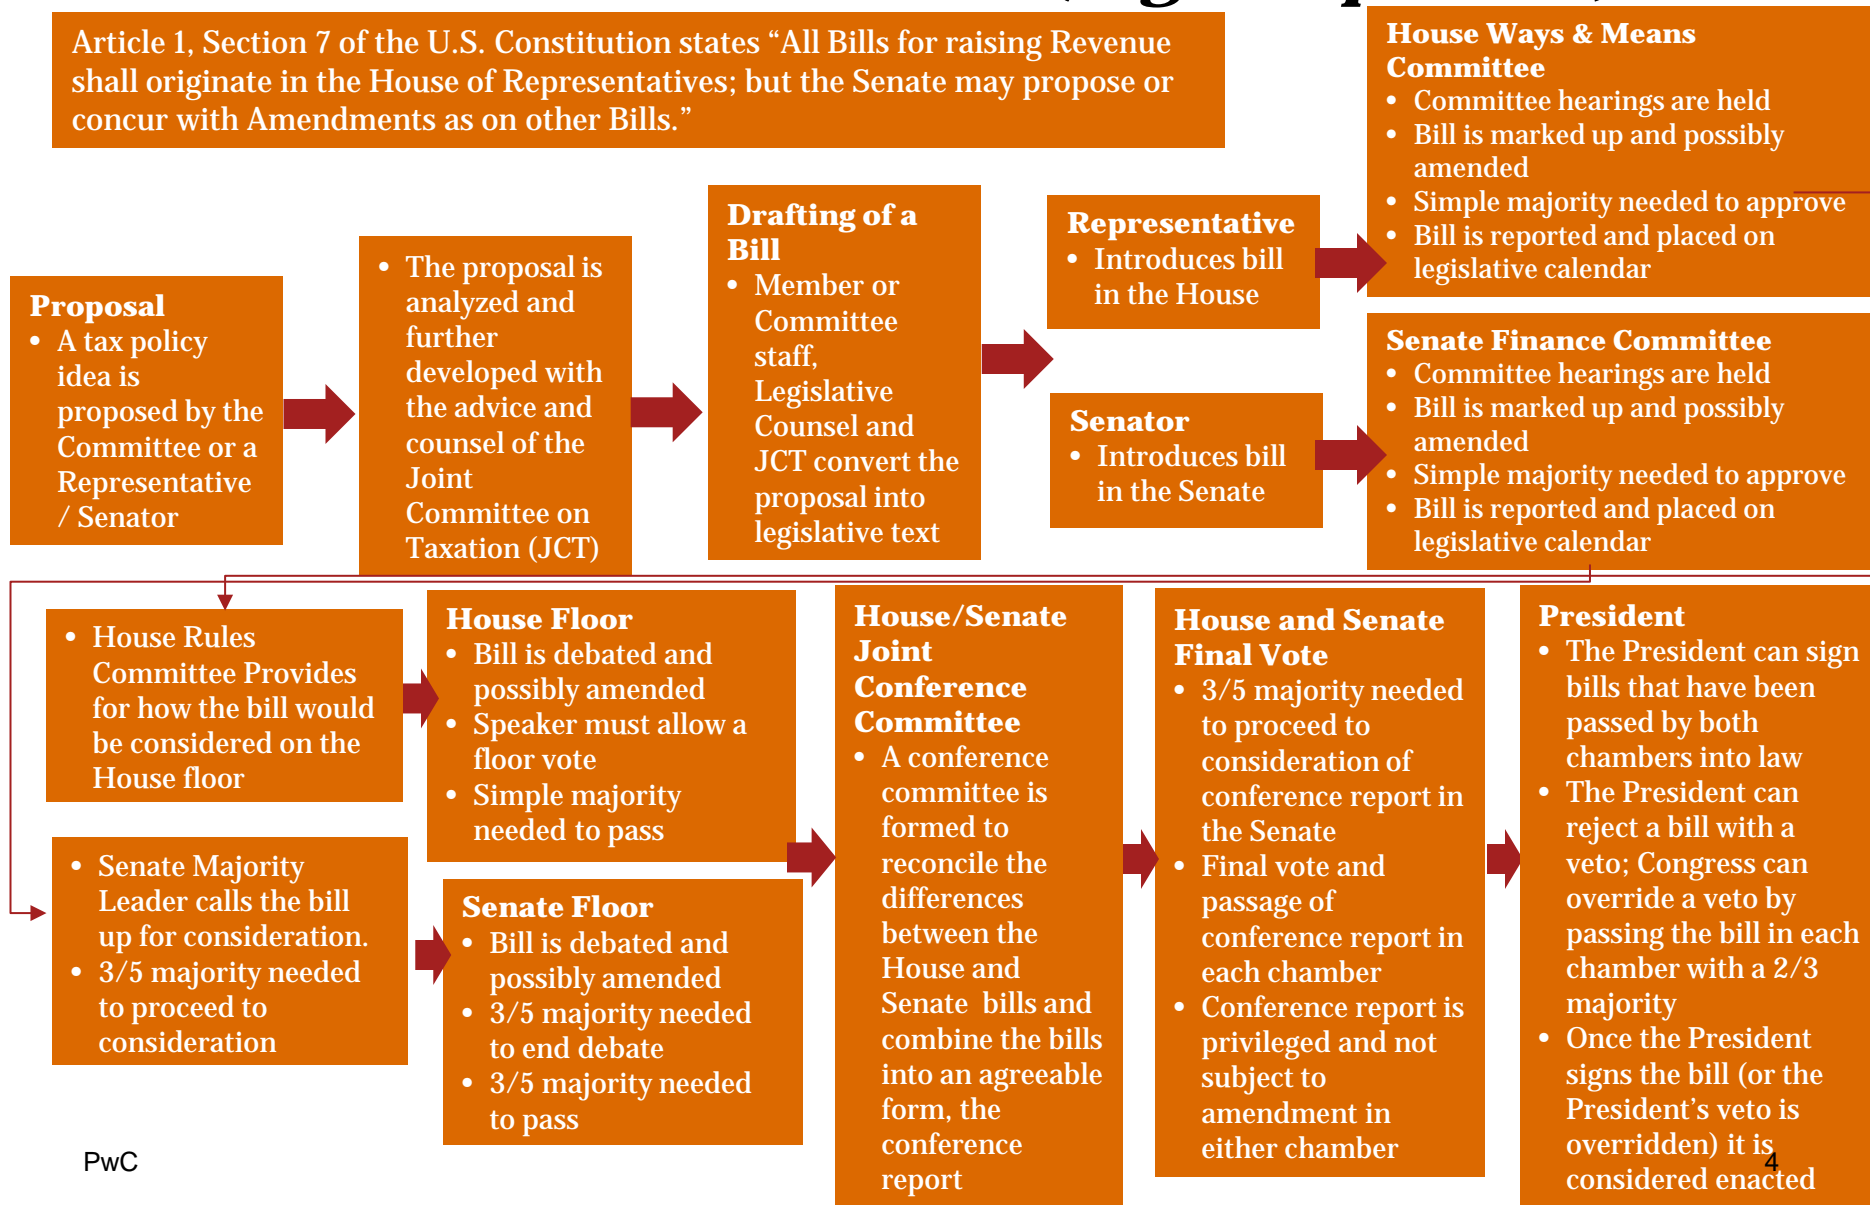 Article 1, Section 7 of the U.S. Constitution states “All Bills for raising Revenue
shall originate in the House of Representatives; but the Senate may propose or
concur with Amendments as on other Bills.”
Proposal
• A tax policy
idea is
proposed by the
Committee or a
Representative
/ Senator
• The proposal is
analyzed and
further
developed with
the advice and
counsel of the
Joint
Committee on
Taxation (JCT)
Drafting of a
Bill
• Member or
Committee
staff,
Legislative
Counsel and
JCT convert the
proposal into
legislative text
Representative
• Introduces bill
in the House
Senator
• Introduces bill
in the Senate
House Ways & Means
Committee
• Committee hearings are held
• Bill is marked up and possibly
amended
• Simple majority needed to approve
• Bill is reported and placed on
legislative calendar
Senate Finance Committee
• Committee hearings are held
• Bill is marked up and possibly
amended
• Simple majority needed to approve
• Bill is reported and placed on
legislative calendar
• House Rules
Committee Provides
for how the bill would
be considered on the
House floor
• Senate Majority
Leader calls the bill
up for consideration.
• 3/5 majority needed
to proceed to
consideration
House Floor
• Bill is debated and
possibly amended
• Speaker must allow a
floor vote
• Simple majority
needed to pass
Senate Floor
• Bill is debated and
possibly amended
• 3/5 majority needed
to end debate
• 3/5 majority needed
to pass
House/Senate
Joint
Conference
Committee
• A conference
committee is
formed to
reconcile the
differences
between the
House and
Senate bills and
combine the bills
into an agreeable
form, the
conference
report
House and Senate
Final Vote
• 3/5 majority needed
to proceed to
consideration of
conference report in
the Senate
• Final vote and
passage of
conference report in
each chamber
• Conference report is
privileged and not
subject to
amendment in
either chamber
President
• The President can sign
bills that have been
passed by both
chambers into law
• The President can
reject a bill with a
veto; Congress can
override a veto by
passing the bill in each
chamber with a 2/3
majority
• Once the President
signs the bill (or the
President’s veto is
overridden) it is
considered enacted
PwC
4